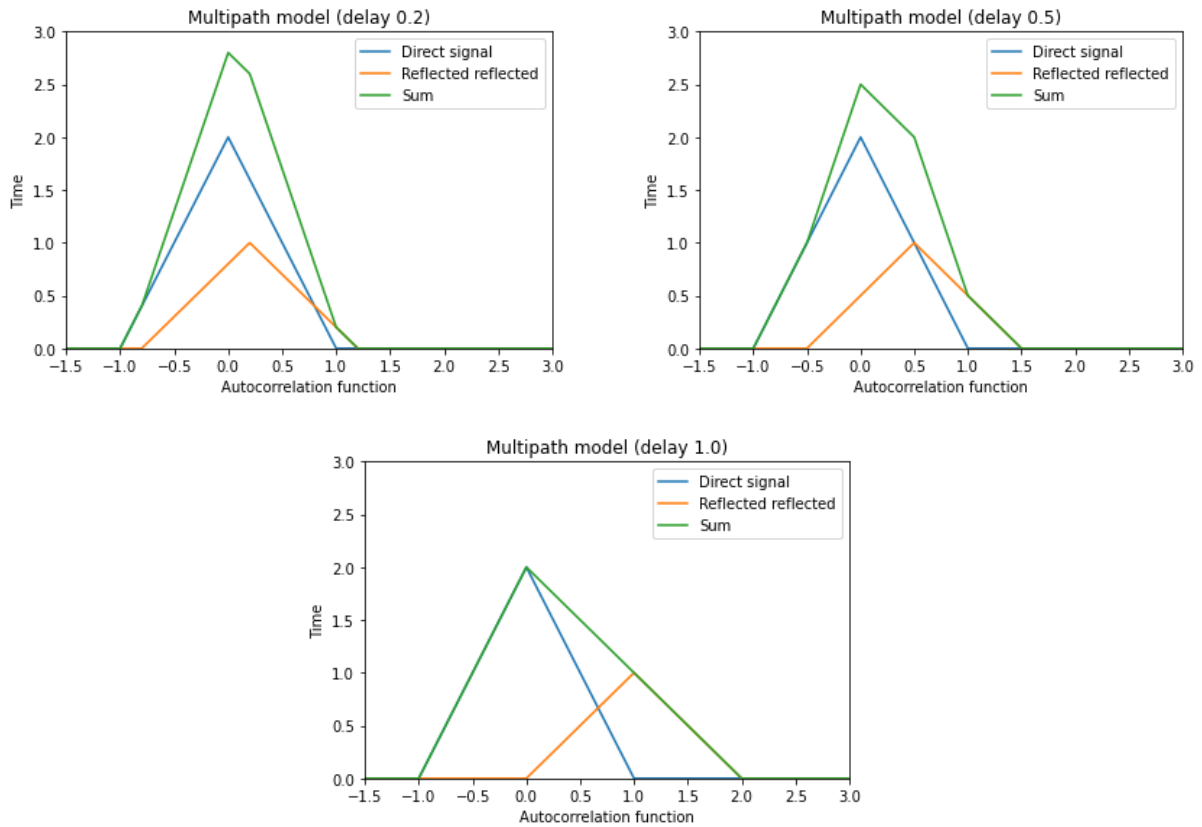 Multipath model (delay 0.2)
3.0
2.5
2.0
1.5
1.0
0.5
0.0
Time
Direct signal
Reflected reflected
Sum
−1.5 −1.0 −0.5 0.0 0.5 1.0 1.5 2.0 2.5 3.0
Autocorrelation function
Multipath model (delay 0.5)
3.0
2.5
2.0
1.5
1.0
0.5
0.0
Time
Direct signal
Reflected reflected
Sum
−1.5 −1.0 −0.5 0.0 0.5 1.0 1.5 2.0 2.5 3.0
Autocorrelation function
Multipath model (delay 1.0)
3.0
2.5
2.0
1.5
1.0
0.5
0.0
Time
Direct signal
Reflected reflected
Sum
−1.5 −1.0 −0.5 0.0 0.5 1.0 1.5 2.0 2.5 3.0
Autocorrelation function